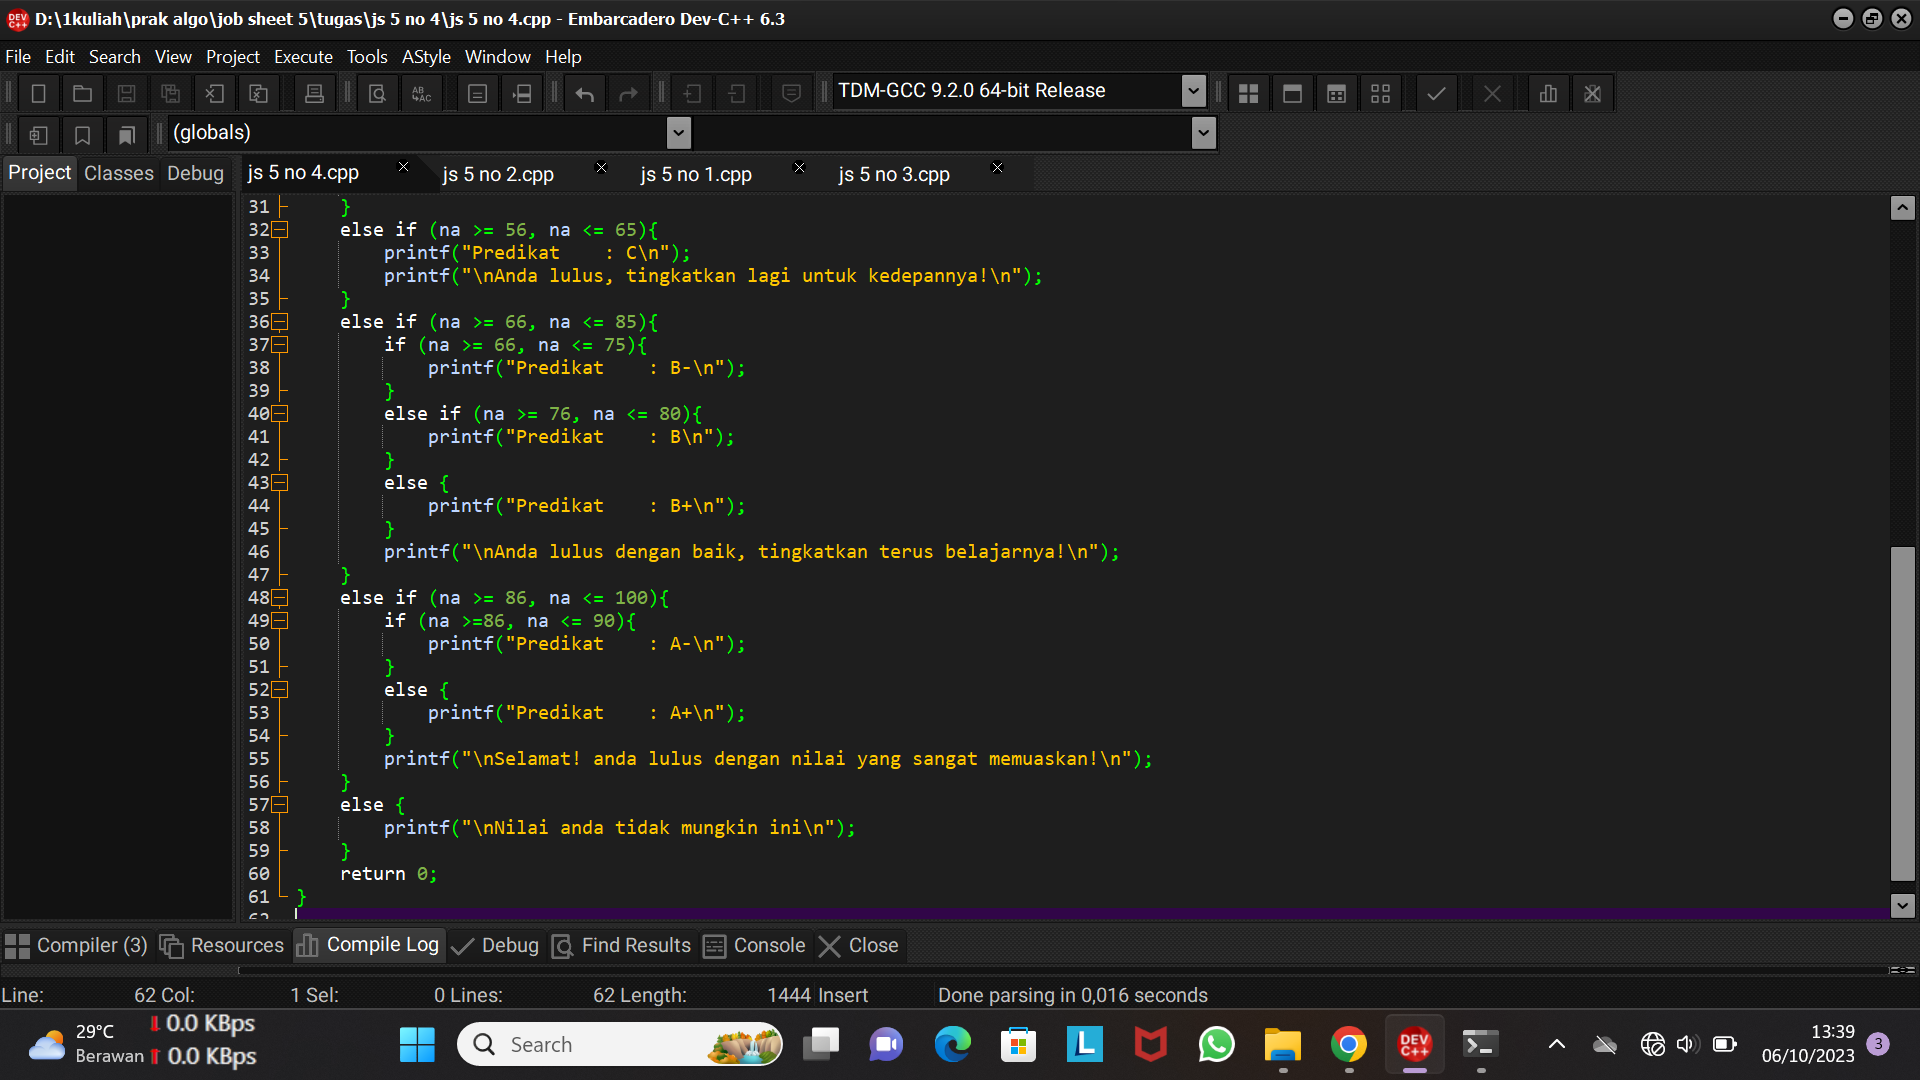 D:\1kuliah\prak algo\job sheet 5\tugas\js 5 no 4\js 5 no 4.cpp - Embarcadero Dev-C++ 6.3
File Edit Search View Project Execute Tools AStyle Window Help
TDM-GCC 9.2.0 64-bit Release
(globals)
Project Classes Debug js 5 no 4.cpp js 5 no 2.cpp js 5 no 1.cpp js 5 no 3.cpp
31 }
32 else if (na >= 56, na <= 65){
33 printf("Predikat    : C\n");
34 printf("\nAnda lulus, tingkatkan lagi untuk kedepannya!\n");
35 }
36 else if (na >= 66, na <= 85){
37 if (na >= 66, na <= 75){
38 printf("Predikat    : B-\n");
39 }
40 else if (na >= 76, na <= 80){
41 printf("Predikat    : B\n");
42 }
43 else {
44 printf("Predikat    : B+\n");
45 }
46 printf("\nAnda lulus dengan baik, tingkatkan terus belajarnya!\n");
47 }
48 else if (na >= 86, na <= 100){
49 if (na >=86, na <= 90){
50 printf("Predikat    : A-\n");
51 }
52 else {
53 printf("Predikat    : A+\n");
54 }
55 printf("\nSelamat! anda lulus dengan nilai yang sangat memuaskan!\n");
56 }
57 else {
58 printf("\nNilai anda tidak mungkin ini\n");
59 }
60 return 0;
61 }
62
Compiler (3) Resources Compile Log Debug Find Results Console Close
Line: 62 Col: 1 Sel: 0 Lines: 62 Length: 1444 Insert Done parsing in 0,016 seconds
29°C 0.0 KBps
Berawan 0.0 KBps
Search
DEV C++
13:39
06/10/2023
3